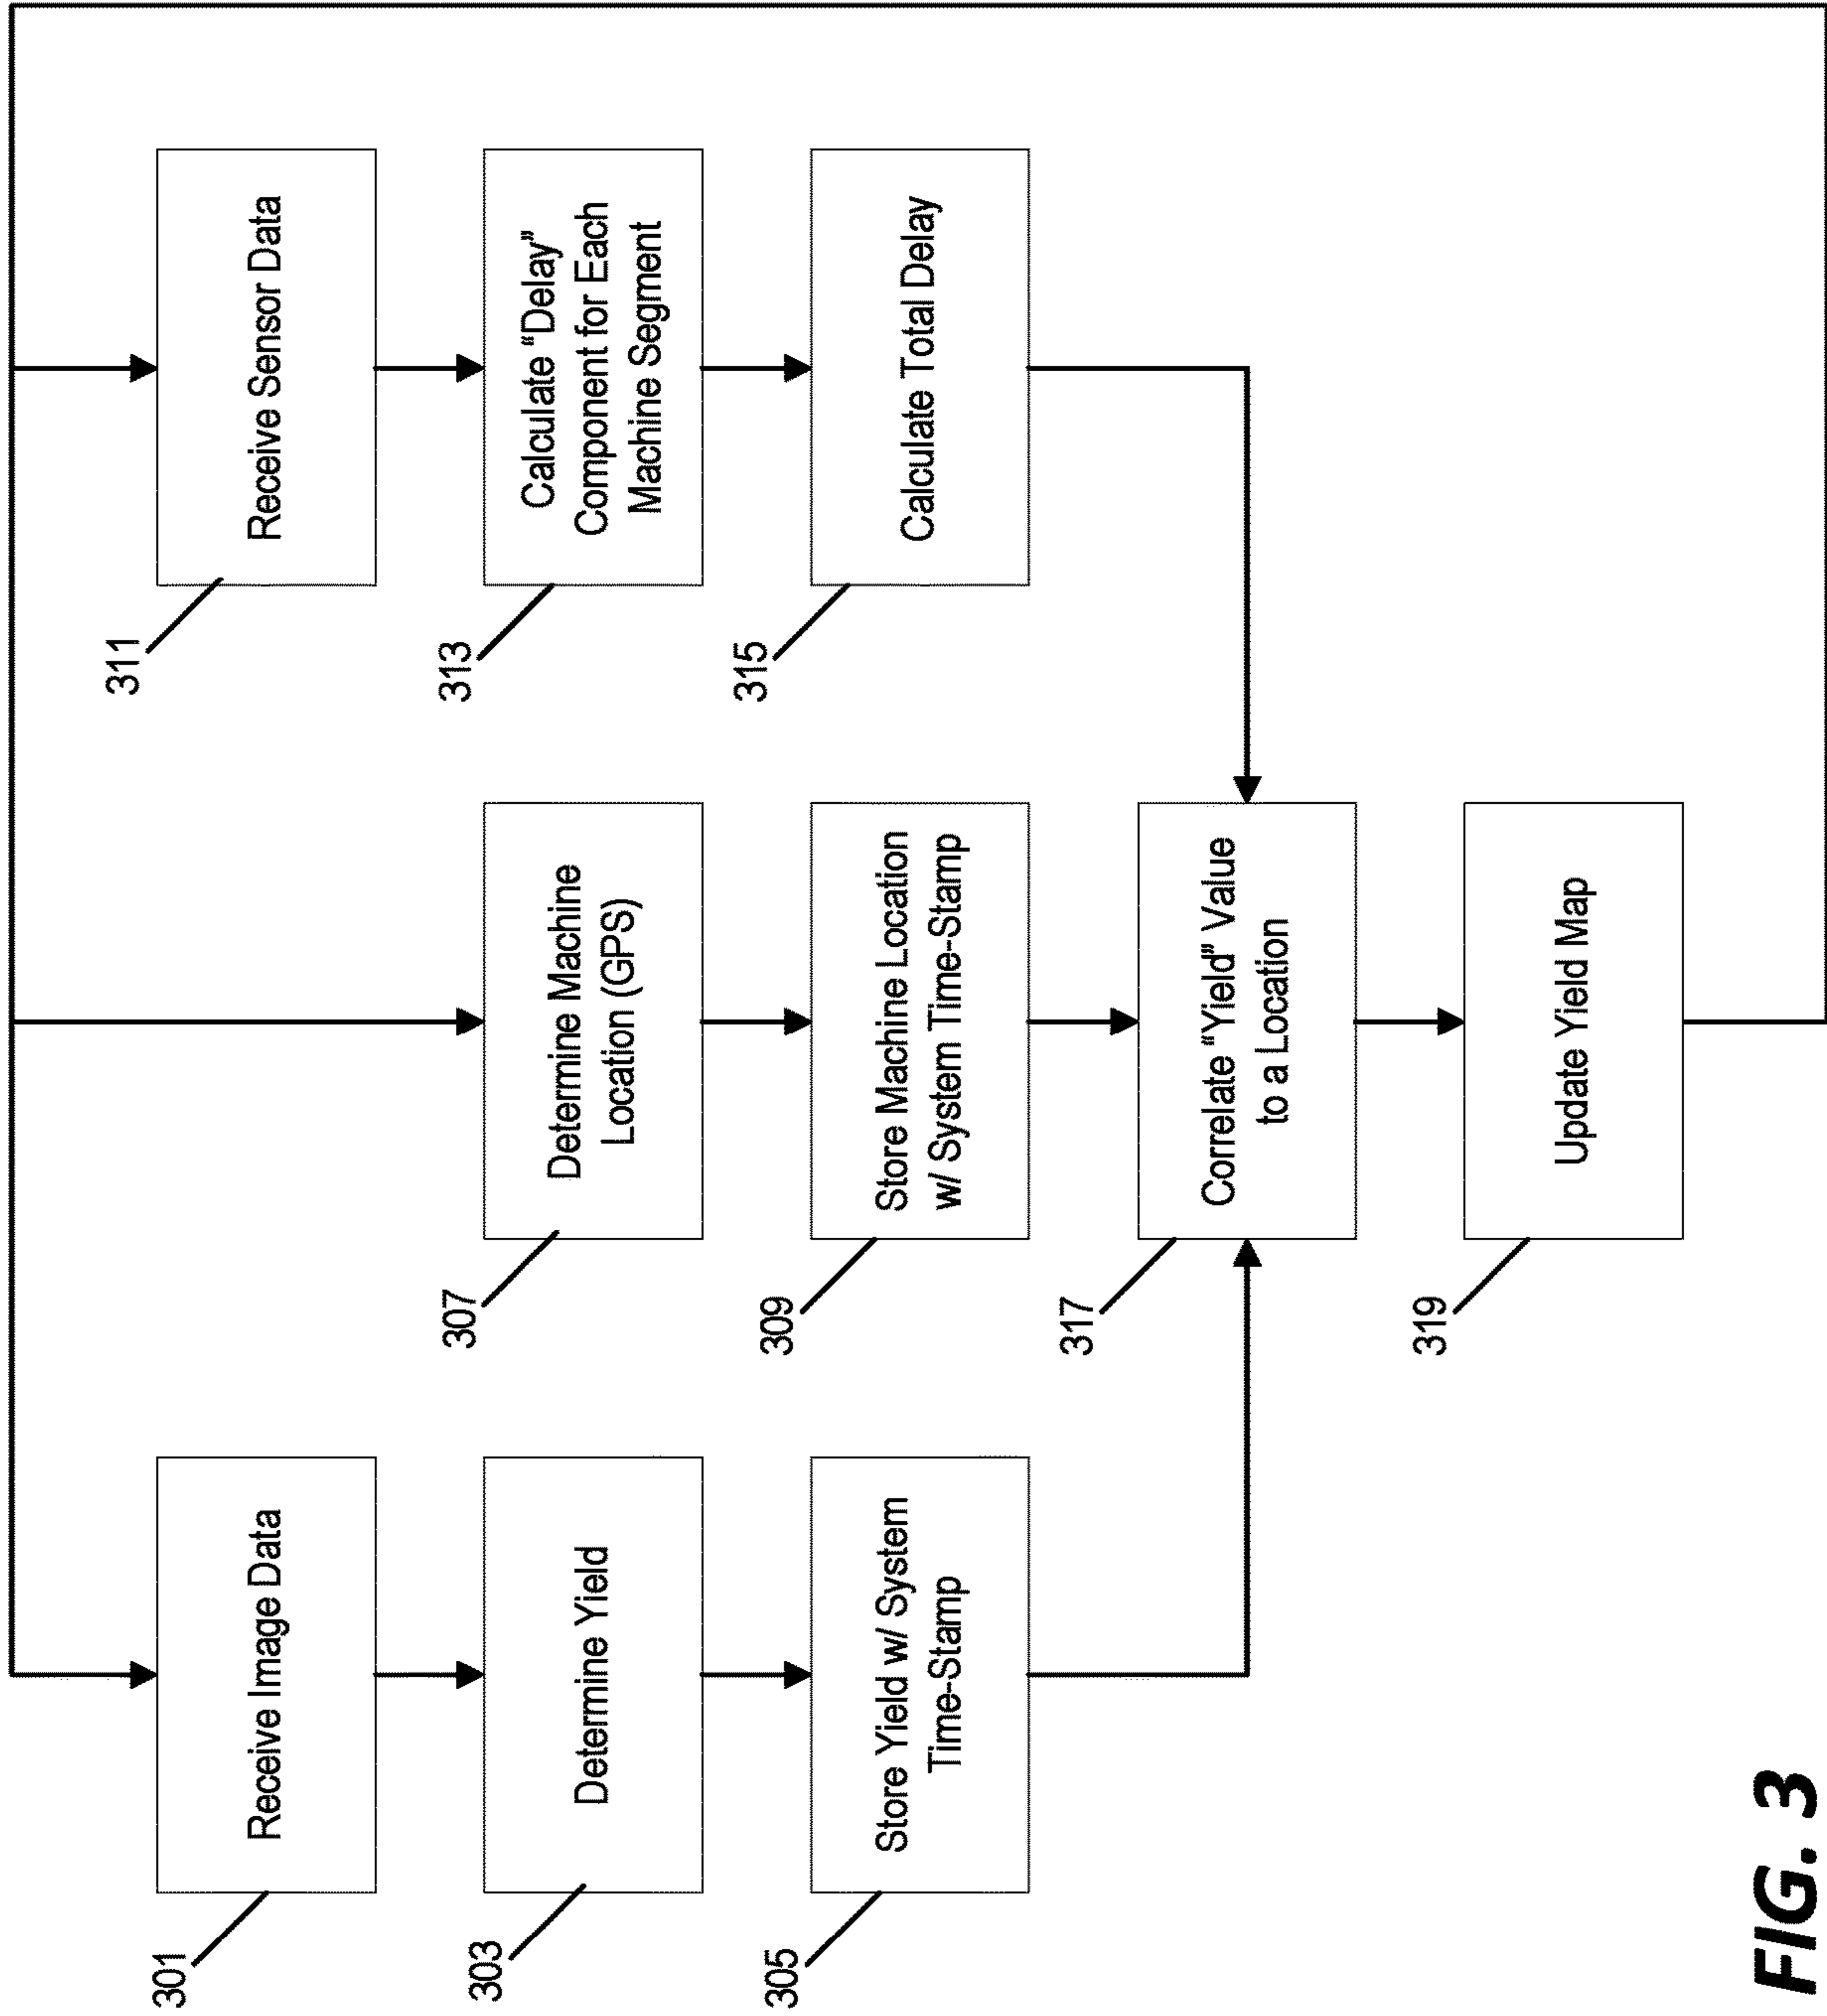 301
Receive Image Data
303
Determine Yield
305
Store Yield w/ System
Time-Stamp
307
Determine Machine
Location (GPS)
309
Store Machine Location
w/ System Time-Stamp
311
Receive Sensor Data
313
Calculate “Delay”
Component for Each
Machine Segment
315
Calculate Total Delay
317
Correlate “Yield” Value
to a Location
319
Update Yield Map
FIG. 3